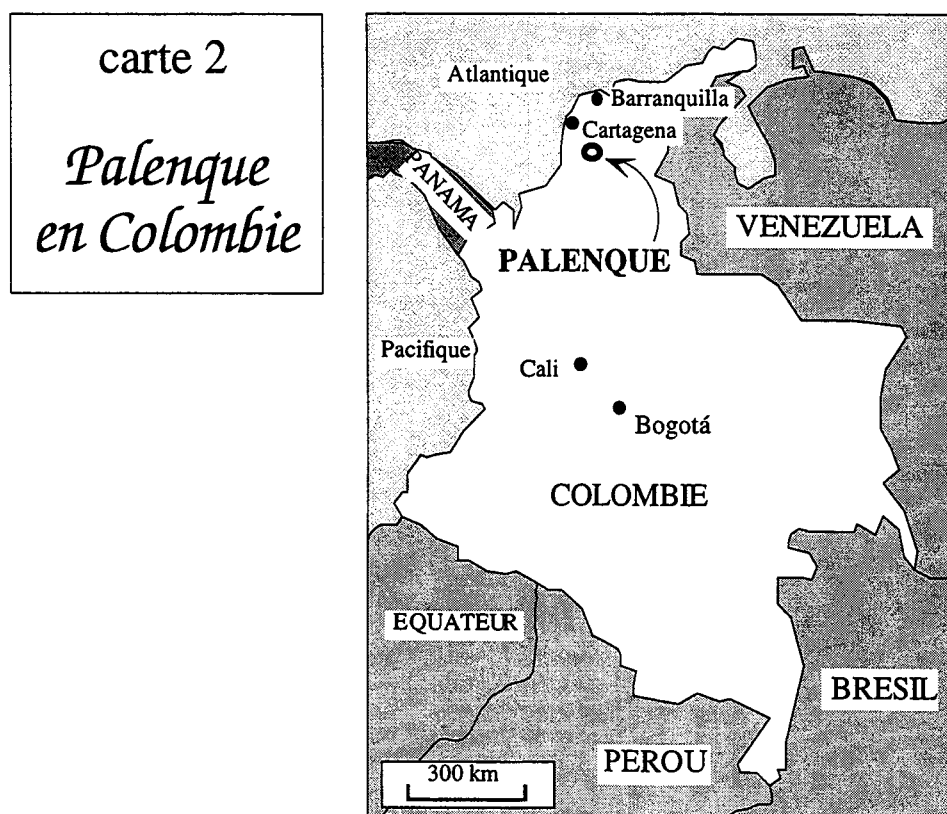 carte 2
Palenque
en Colombie
Atlantique
Barranquilla
Cartagena
PANAMA
VENEZUELA
PALENQUE
Pacifique
Cali
Bogotá
COLOMBIE
EQUATEUR
BRESIL
PEROU
300 km